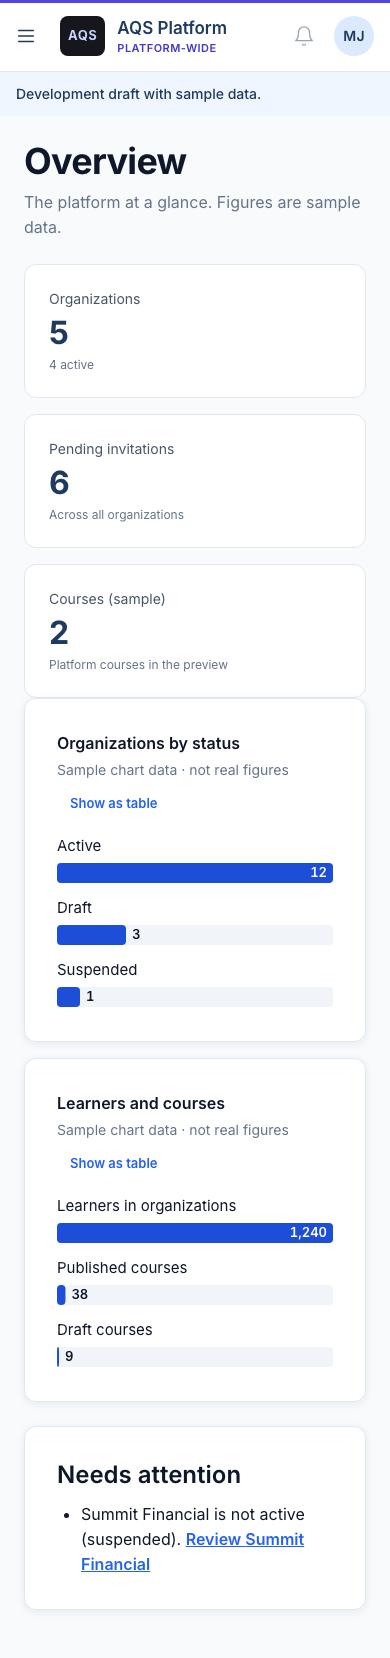 AQS
AQS Platform
PLATFORM-WIDE
MJ
Development draft with sample data.
Overview
The platform at a glance. Figures are sample
data.
Organizations
5
4 active
Pending invitations
6
Across all organizations
Courses (sample)
2
Platform courses in the preview
Organizations by status
Sample chart data · not real figures
Show as table
Active
12
Draft
3
Suspended
1
Learners and courses
Sample chart data · not real figures
Show as table
Learners in organizations
1,240
Published courses
38
Draft courses
9
Needs attention
• Summit Financial is not active
(suspended). Review Summit
Financial